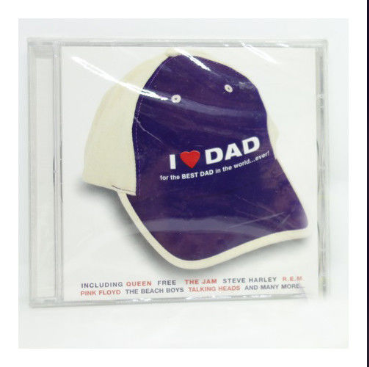 I ❤ DAD
for the BEST DAD in the world...ever!
INCLUDING QUEEN FREE THE JAM STEVE HARLEY R.E.M
PINK FLOYD THE BEACH BOYS TALKING HEADS AND MANY MORE...